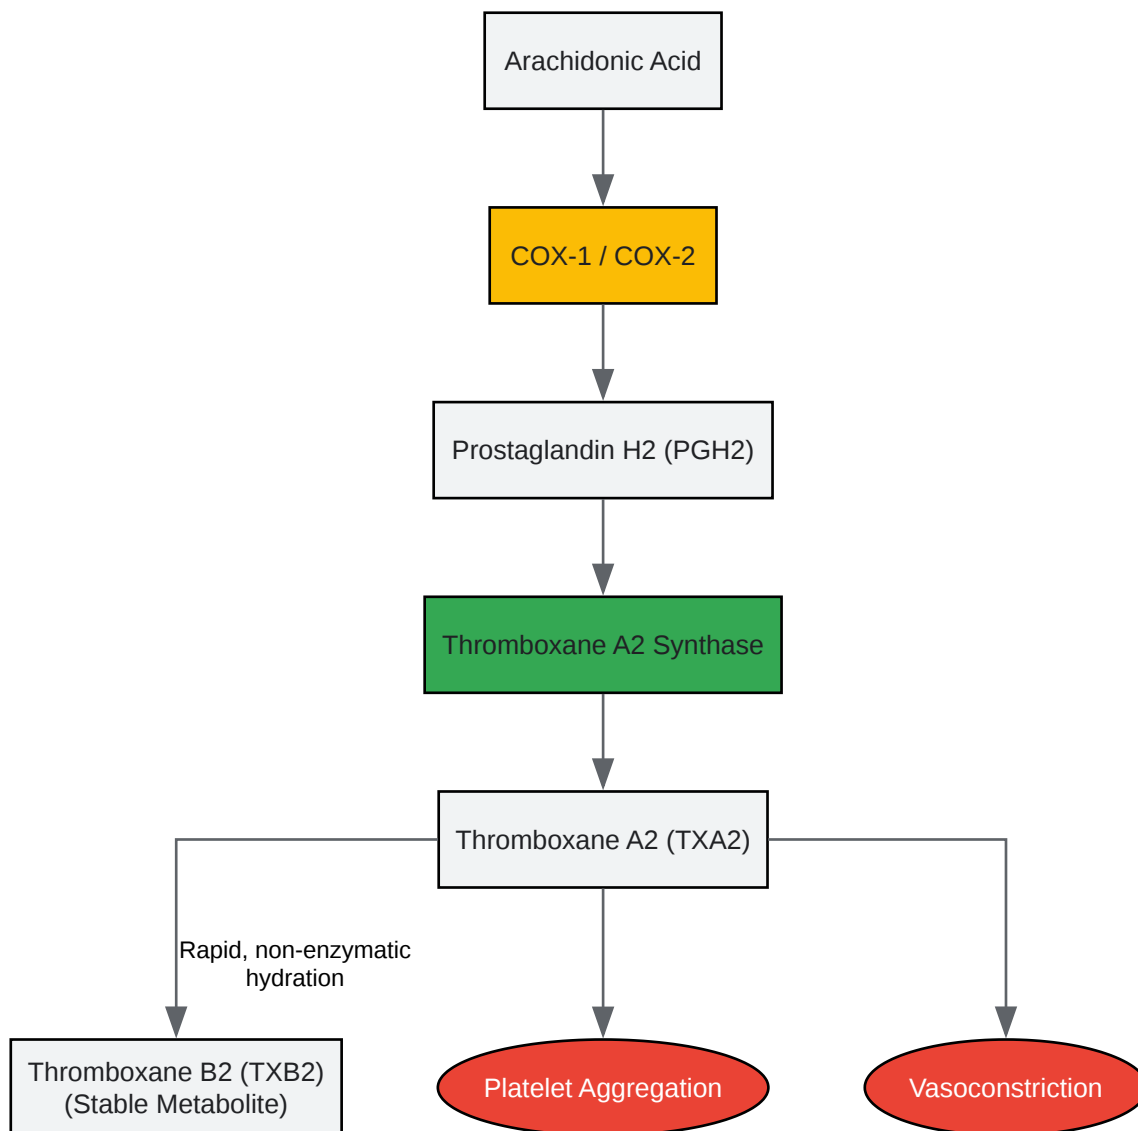 Arachidonic Acid
COX-1 / COX-2
Prostaglandin H2 (PGH2)
Thromboxane A2 Synthase
Thromboxane A2 (TXA2)
Rapid, non-enzymatic
hydration
Thromboxane B2 (TXB2)
(Stable Metabolite)
Platelet Aggregation
Vasoconstriction